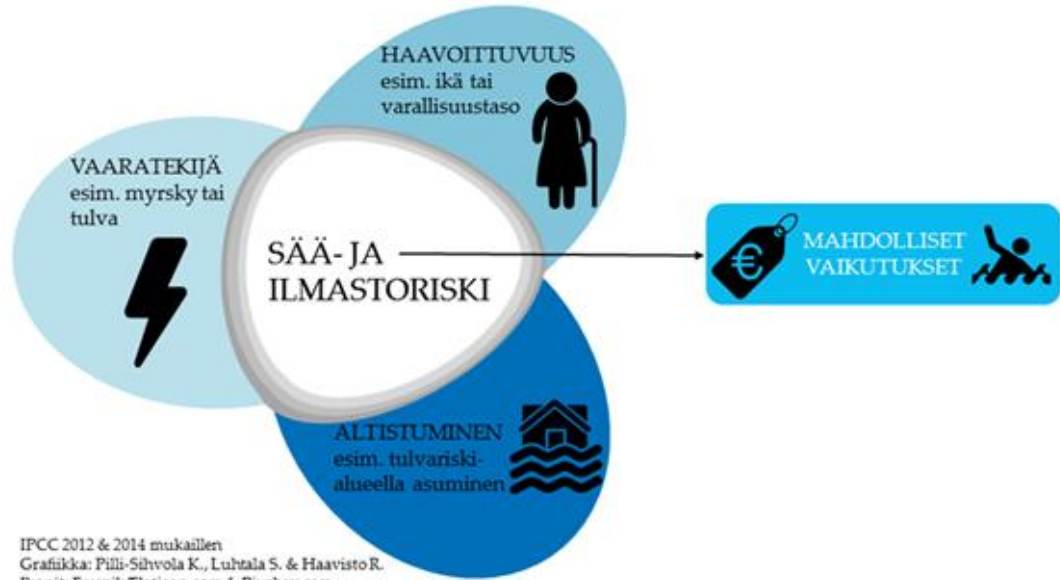 HAAVOITTUVUUS
esim. ikä tai
varallisuustaso
VAARATEKIJÄ
esim. myrsky tai
tulva
SÄÄ- JA
ILMASTORISKI
MAHDOLLISET
VAIKUTUKSET
ALTISTUMINEN
esim. tulvariski-
alueella asuminen
IPCC 2012 & 2014 mukaillen
Grafiikka: Pilli-Sihvola K., Luhtala S. & Haavisto R.